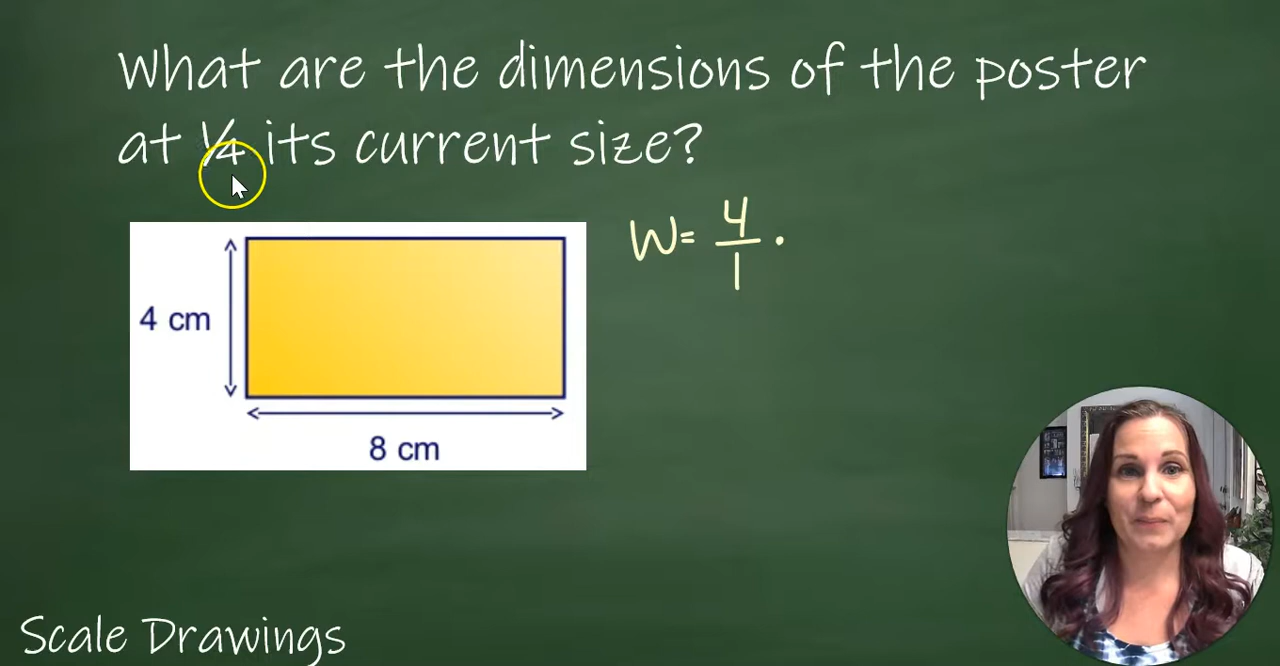 What are the dimensions of the poster
at ¼ its current size?
W= 4/1 ·
4 cm
8 cm
Scale Drawings